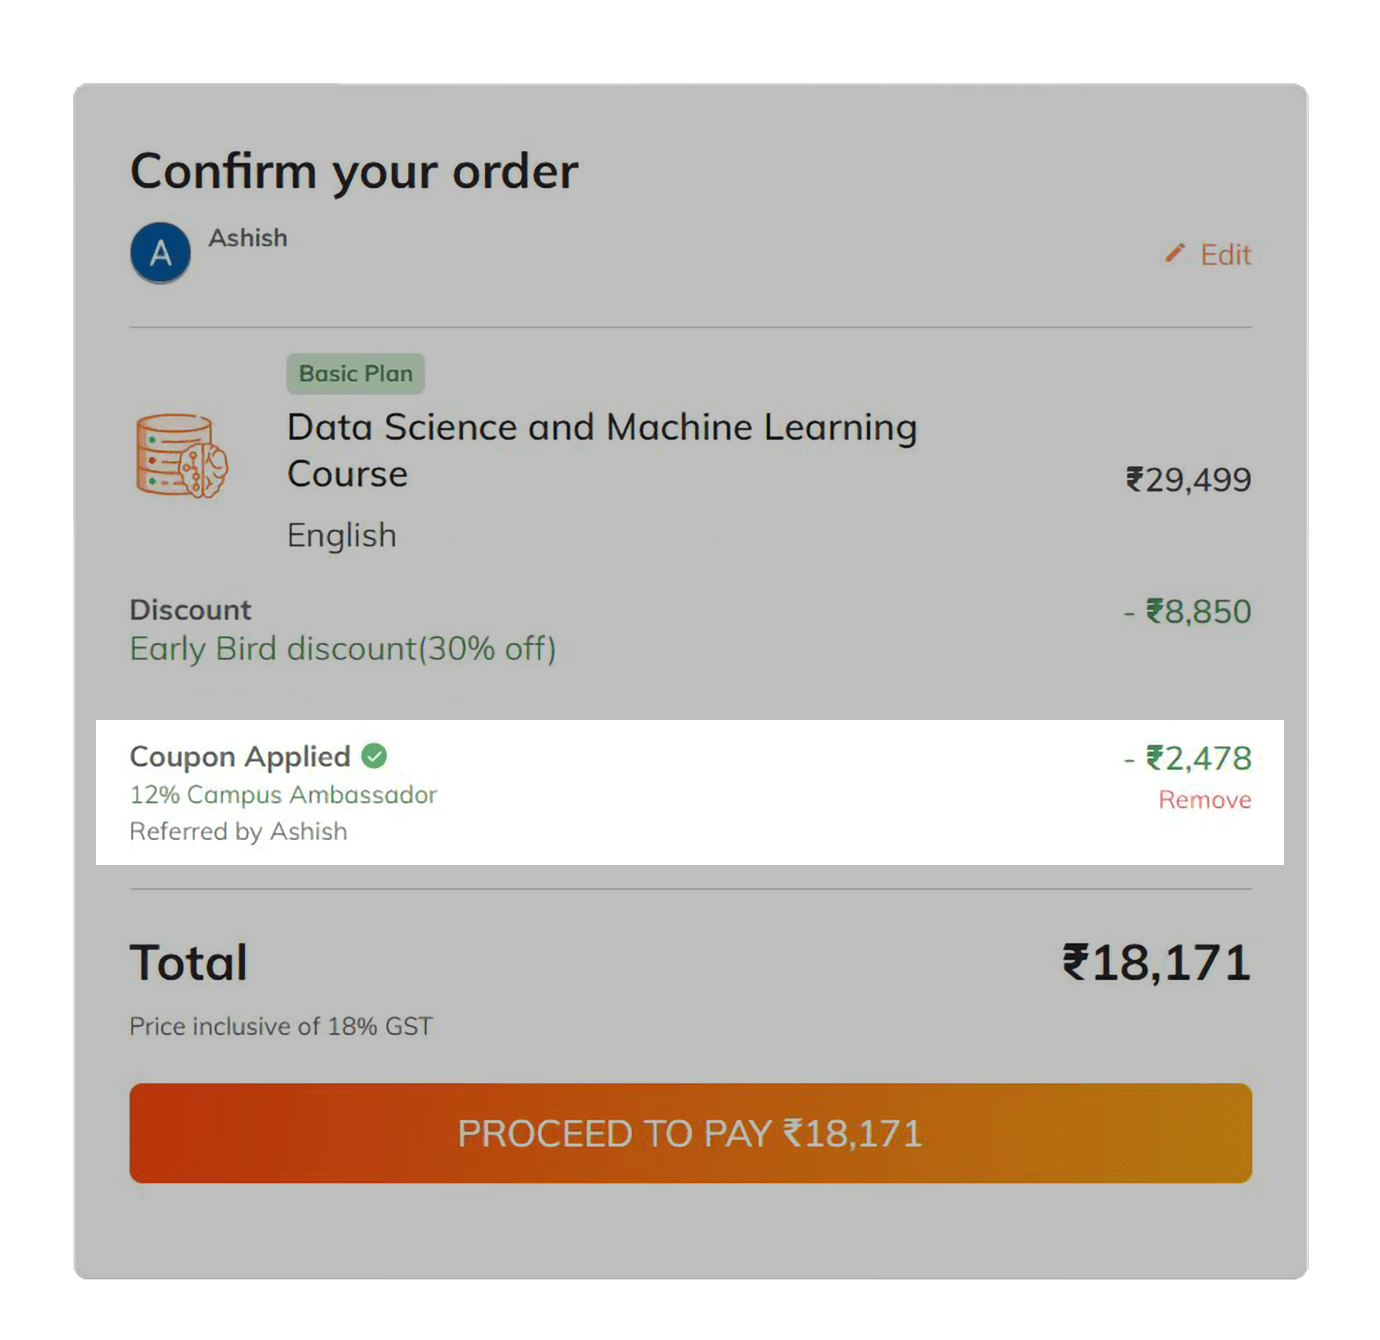 Confirm your order
A
Ashish
Edit
Basic Plan
Data Science and Machine Learning
Course
₹29,499
English
Discount
- ₹8,850
Early Bird discount(30% off)
Coupon Applied
- ₹2,478
12% Campus Ambassador
Remove
Referred by Ashish
Total
₹18,171
Price inclusive of 18% GST
PROCEED TO PAY ₹18,171